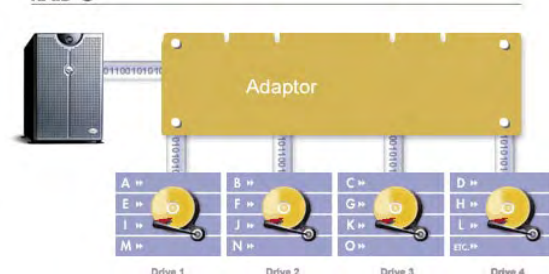 01100101010
Adaptor
A B C D
E F G H
I J K L
M N O ETC.
Drive 1 Drive 2 Drive 3 Drive 4